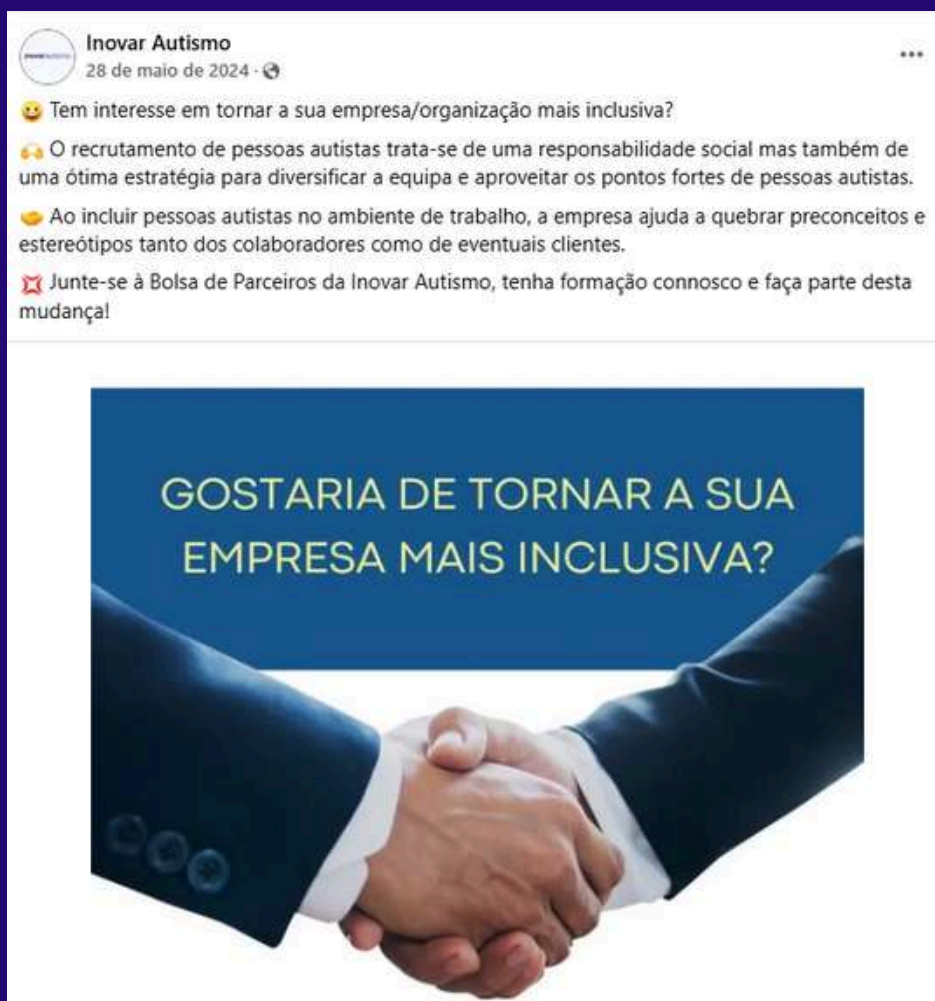 Inovar Autismo
28 de maio de 2024 ·
😀 Tem interesse em tornar a sua empresa/organização mais inclusiva?
🙌 O recrutamento de pessoas autistas trata-se de uma responsabilidade social mas também de
uma ótima estratégia para diversificar a equipa e aproveitar os pontos fortes de pessoas autistas.
🤝 Ao incluir pessoas autistas no ambiente de trabalho, a empresa ajuda a quebrar preconceitos e
estereótipos tanto dos colaboradores como de eventuais clientes.
💢 Junte-se à Bolsa de Parceiros da Inovar Autismo, tenha formação connosco e faça parte desta
mudança!
GOSTARIA DE TORNAR A SUA
EMPRESA MAIS INCLUSIVA?